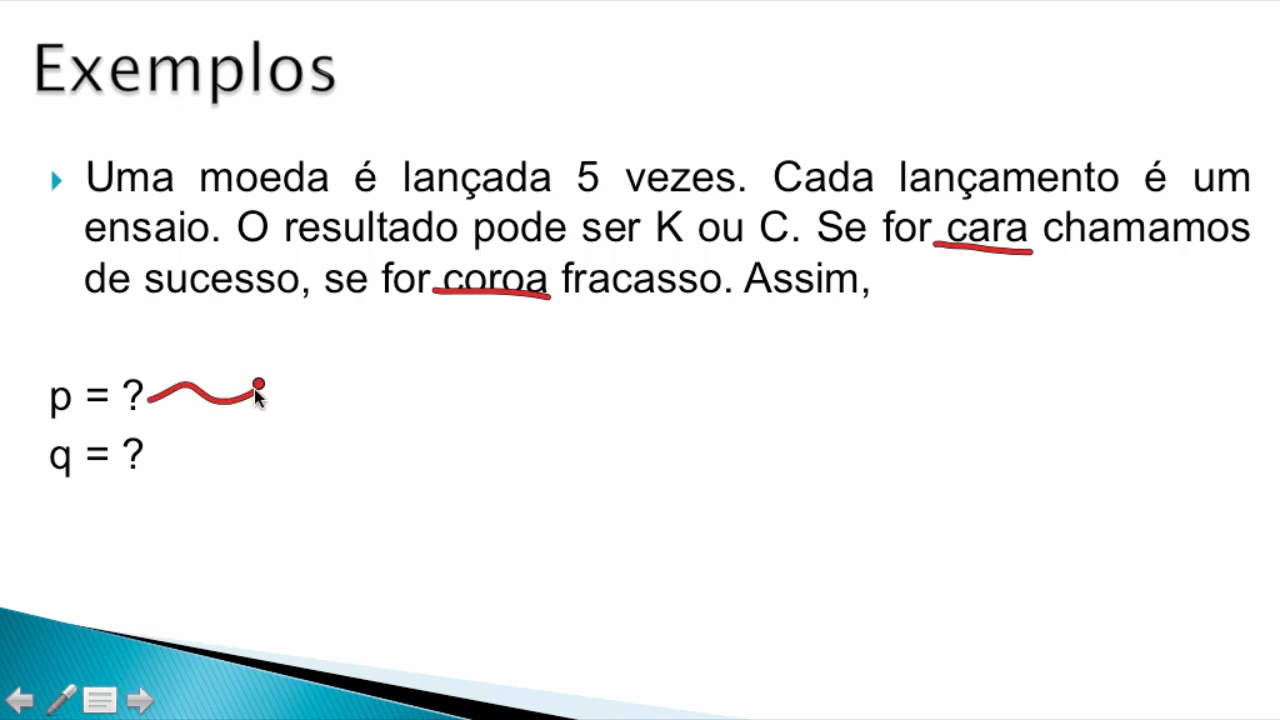 Exemplos
Uma moeda é lançada 5 vezes. Cada lançamento é um
ensaio. O resultado pode ser K ou C. Se for cara chamamos
de sucesso, se for coroa fracasso. Assim,
p = ?
q = ?